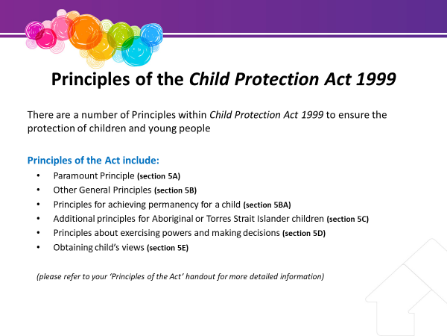 Principles of the Child Protection Act 1999
There are a number of Principles within Child Protection Act 1999 to ensure the
protection of children and young people
Principles of the Act include:
• Paramount Principle (section 5A)
• Other General Principles (section 5B)
• Principles for achieving permanency for a child (section 5BA)
• Additional principles for Aboriginal or Torres Strait Islander children (section 5C)
• Principles about exercising powers and making decisions (section 5D)
• Obtaining child's views (section 5E)
(please refer to your 'Principles of the Act' handout for more detailed information)